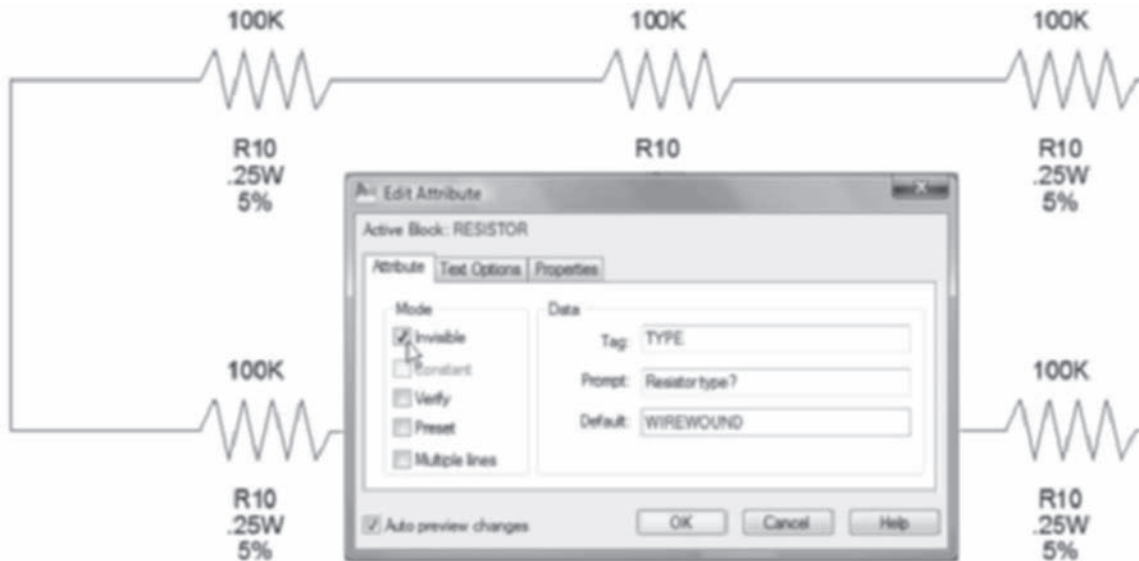 100K 100K 100K
R10 R10 R10
.25W .25W
5% 5%
Edit Attribute
Active Block: RESISTOR
Attribute Text Options Properties
Mode Data
Invisible Tag: TYPE
Constant
Verify Prompt: Resistor type?
Preset Default: WIREWOUND
Multiple lines
Auto preview changes OK Cancel Help
100K 100K
R10 R10
.25W .25W
5% 5%